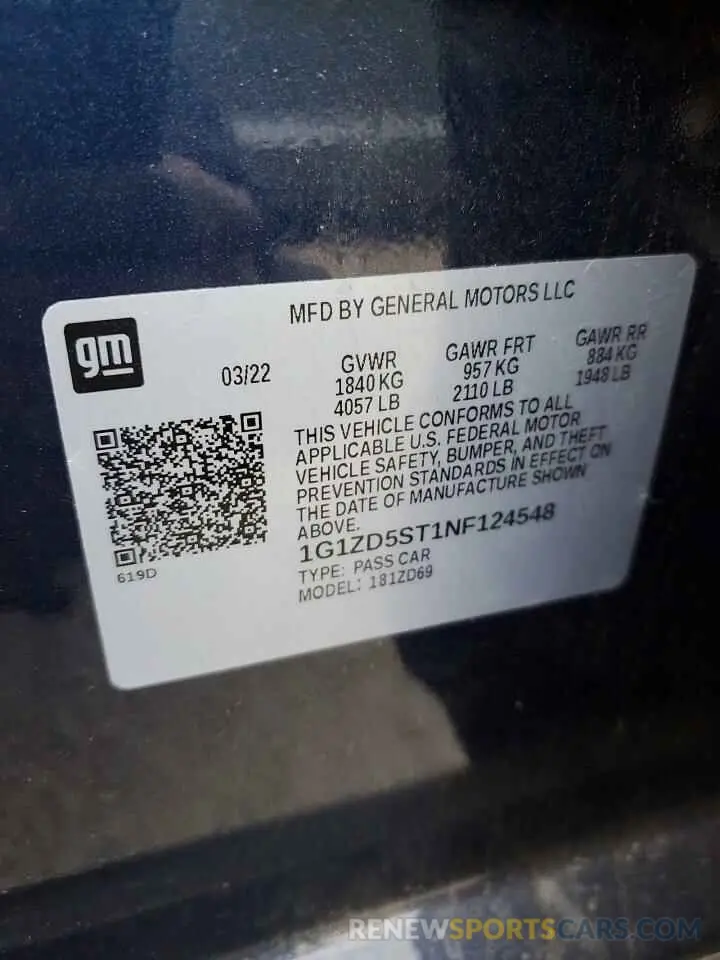 MFD BY GENERAL MOTORS LLC
gm
03/22
GVWR
1840 KG
4057 LB
GAWR FRT
957 KG
2110 LB
GAWR RR
884 KG
1948 LB
THIS VEHICLE CONFORMS TO ALL
APPLICABLE U.S. FEDERAL MOTOR
VEHICLE SAFETY, BUMPER, AND THEFT
PREVENTION STANDARDS IN EFFECT ON
THE DATE OF MANUFACTURE SHOWN
ABOVE.
1G1ZD5ST1NF124548
TYPE: PASS CAR
MODEL: 181ZD69
619D
RENEWSPORTSCARS.COM